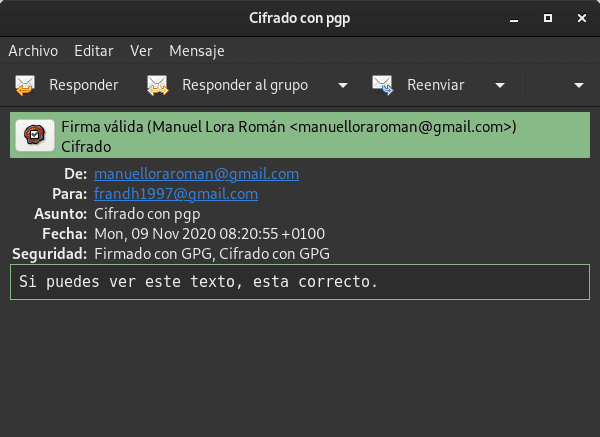 Cifrado con pgp
Archivo Editar Ver Mensaje
Responder Responder al grupo Reenviar
Firma válida (Manuel Lora Román <manuelloraroman@gmail.com>)
Cifrado
De: manuelloraroman@gmail.com
Para: frandh1997@gmail.com
Asunto: Cifrado con pgp
Fecha: Mon, 09 Nov 2020 08:20:55 +0100
Seguridad: Firmado con GPG, Cifrado con GPG
Si puedes ver este texto, esta correcto.